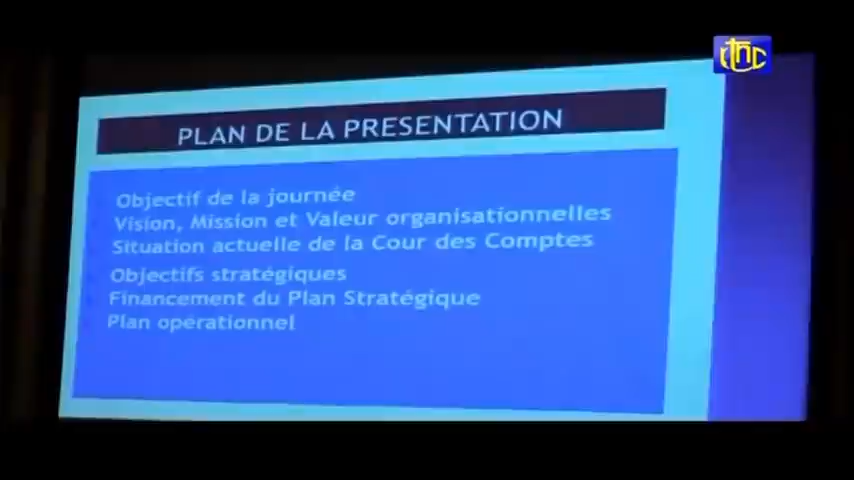 rtnc
PLAN DE LA PRESENTATION
Objectif de la journée
Vision, Mission et Valeur organisationnelles
Situation actuelle de la Cour des Comptes
Objectifs stratégiques
Financement du Plan Stratégique
Plan opérationnel